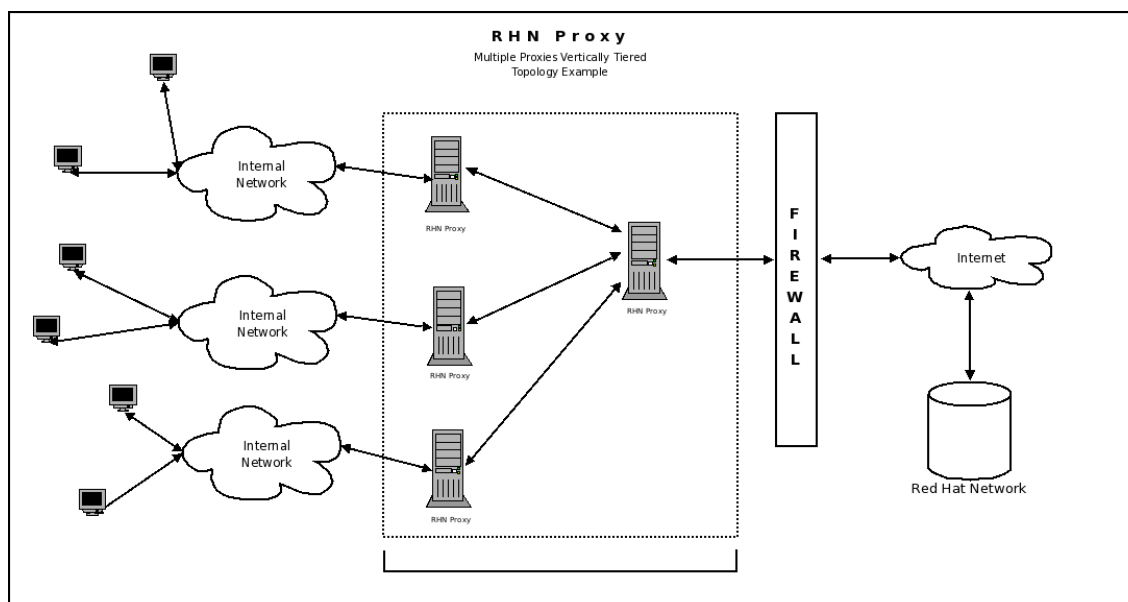 RHN Proxy
Multiple Proxies Vertically Tiered
Topology Example
Internal
Network
RHN Proxy
Internal
Network
RHN Proxy
Internal
Network
RHN Proxy
RHN Proxy
FIREWALL
Internet
Red Hat Network